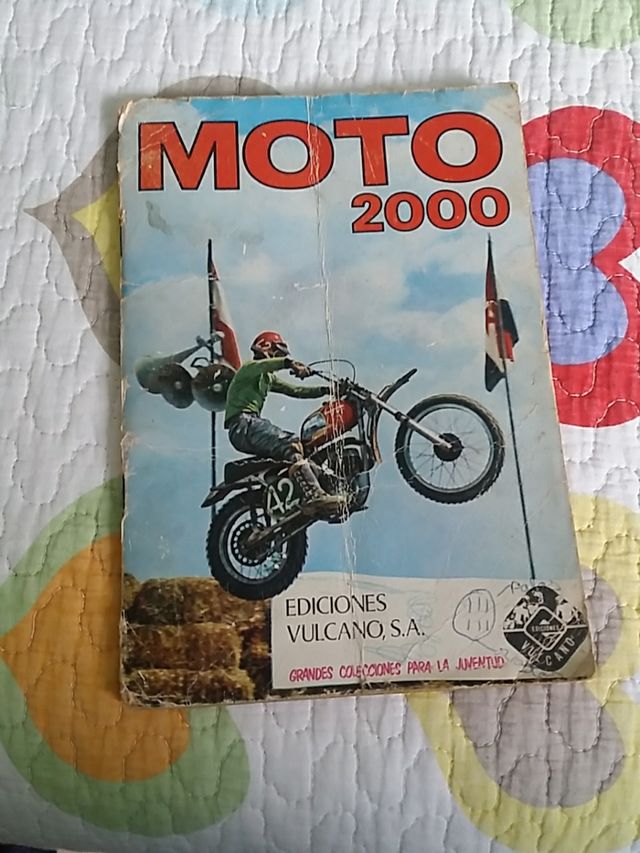 MOTO
2000
42
EDICIONES
VULCANO, S.A.
GRANDES COLECCIONES PARA LA JUVENTUD
EDICIONES
VULCANO